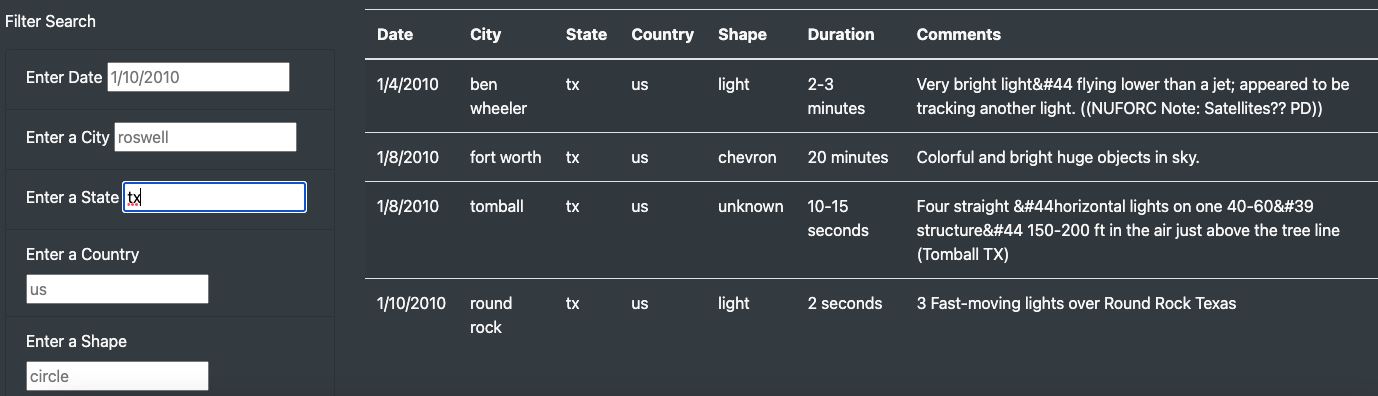 Filter Search
Enter Date 1/10/2010
Enter a City roswell
Enter a State tx
Enter a Country
us
Enter a Shape
circle
Date City State Country Shape Duration Comments
1/4/2010 ben tx us light 2-3 Very bright light&#44 flying lower than a jet; appeared to be
wheeler minutes tracking another light. ((NUFORC Note: Satellites?? PD))
1/8/2010 fort worth tx us chevron 20 minutes Colorful and bright huge objects in sky.
1/8/2010 tomball tx us unknown 10-15 Four straight &#44horizontal lights on one 40-60&#39
seconds structure&#44 150-200 ft in the air just above the tree line
(Tomball TX)
1/10/2010 round tx us light 2 seconds 3 Fast-moving lights over Round Rock Texas
rock